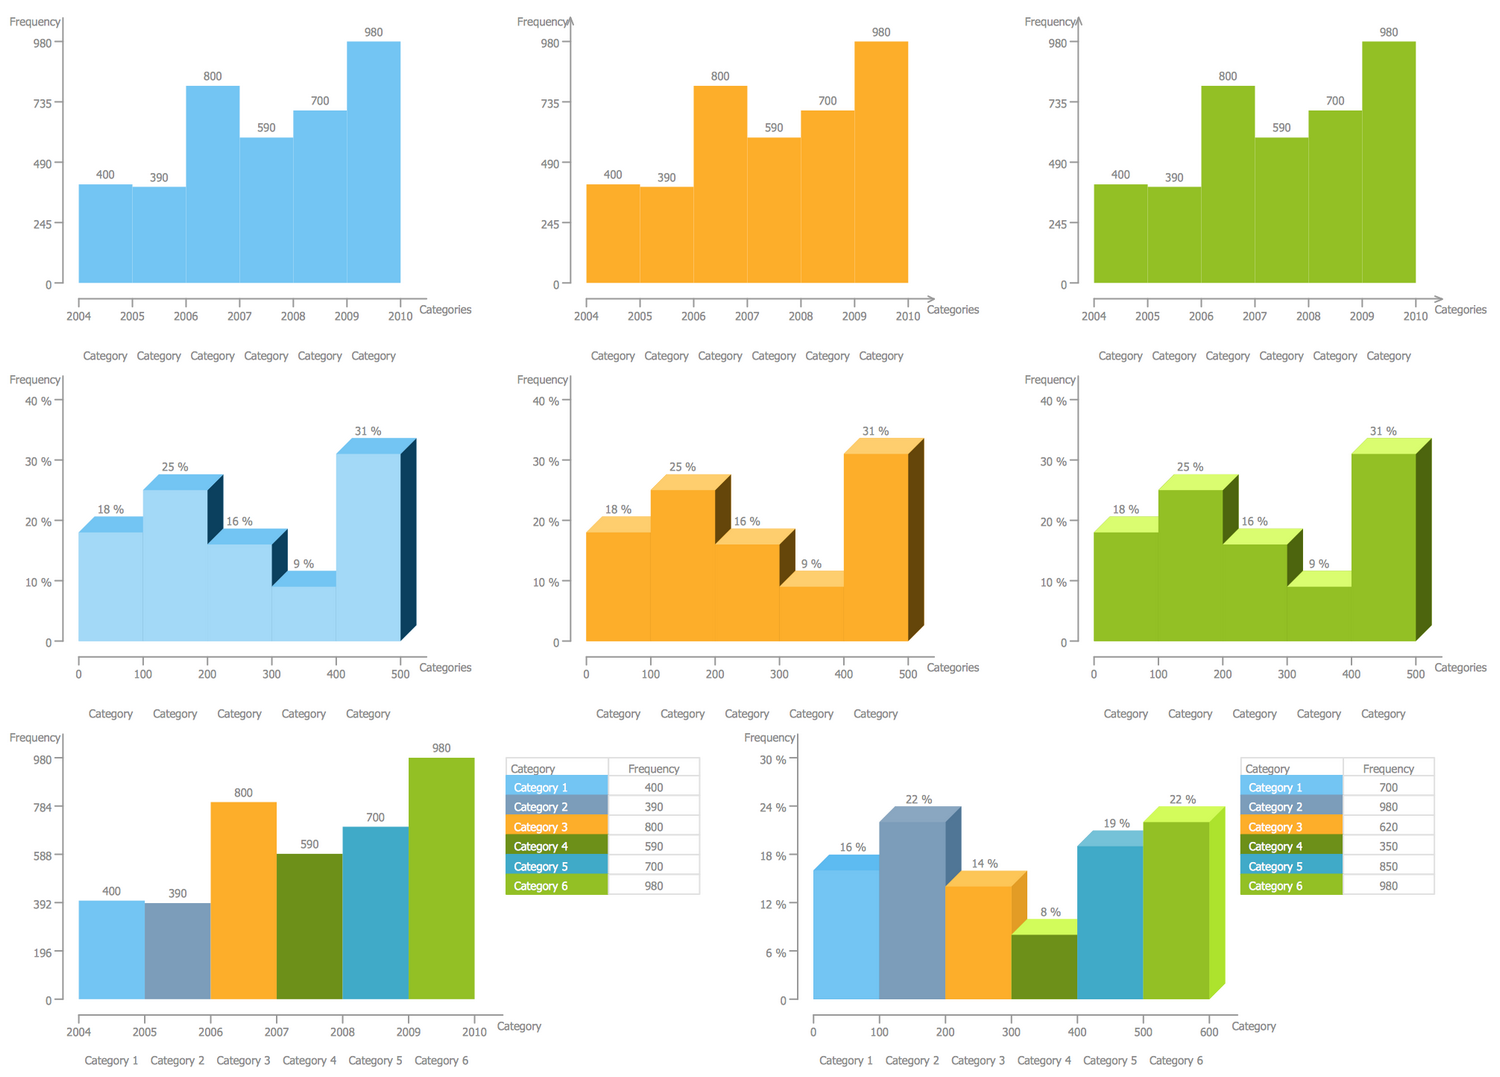 Frequency
980
735
490
245
0
400
390
800
590
700
980
2004 2005 2006 2007 2008 2009 2010
Categories
Category Category Category Category Category Category
Frequency
980
735
490
245
0
400
390
800
590
700
980
2004 2005 2006 2007 2008 2009 2010
Categories
Category Category Category Category Category Category
Frequency
980
735
490
245
0
400
390
800
590
700
980
2004 2005 2006 2007 2008 2009 2010
Categories
Category Category Category Category Category Category
Frequency
40 %
30 %
20 %
10 %
0
18 %
25 %
16 %
9 %
31 %
0 100 200 300 400 500
Categories
Category Category Category Category Category
Frequency
40 %
30 %
20 %
10 %
0
18 %
25 %
16 %
9 %
31 %
0 100 200 300 400 500
Categories
Category Category Category Category Category
Frequency
40 %
30 %
20 %
10 %
0
18 %
25 %
16 %
9 %
31 %
0 100 200 300 400 500
Categories
Category Category Category Category Category
Frequency
980
784
588
392
196
0
400
390
800
590
700
980
2004 2005 2006 2007 2008 2009 2010
Category
Category 1 Category 2 Category 3 Category 4 Category 5 Category 6
Category Frequency
Category 1 400
Category 2 390
Category 3 800
Category 4 590
Category 5 700
Category 6 980
Frequency
30 %
24 %
18 %
12 %
6 %
0
16 %
22 %
14 %
8 %
19 %
22 %
0 100 200 300 400 500 600
Category
Category 1 Category 2 Category 3 Category 4 Category 5 Category 6
Category Frequency
Category 1 700
Category 2 980
Category 3 620
Category 4 350
Category 5 850
Category 6 980